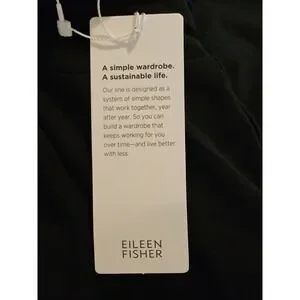 A simple wardrobe.
A sustainable life.
Our line is designed as a
system of simple shapes
that work together, year
after year. So you can
build a wardrobe that
keeps working for you
over time—and live better
with less.
EILEEN
FISHER